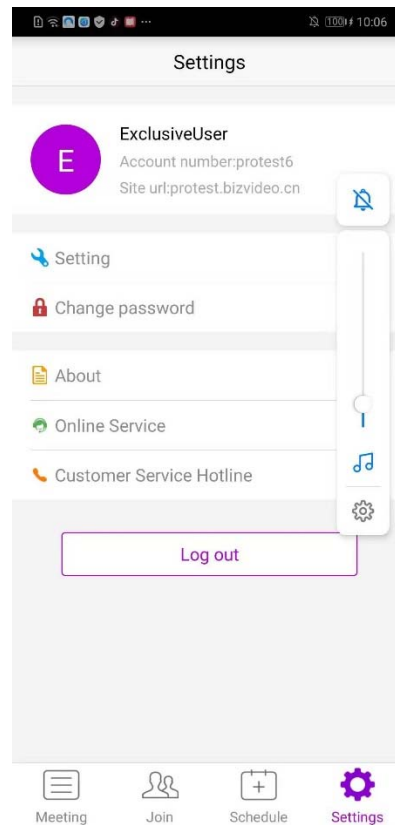 100 10:06
Settings
E
ExclusiveUser
Account number:protest6
Site url:protest.bizvideo.cn
Setting
Change password
About
Online Service
Customer Service Hotline
Log out
Meeting Join Schedule Settings